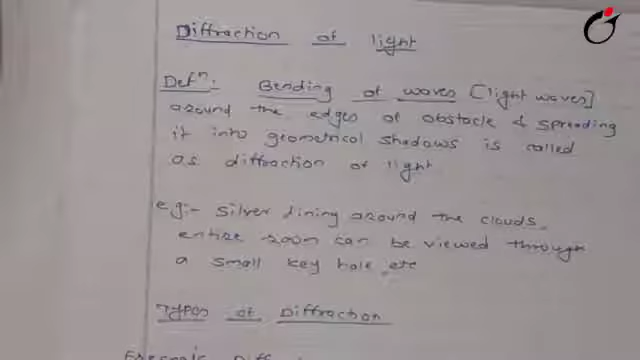 Diffraction of light
Defn: Bending of waves [light waves]
around the edges of obstacle & spreading
it into geometrical shadows is called
as diffraction of light
e.g:- Silver lining around the clouds,
entire room can be viewed through
a small key hole, etc
Types of Diffraction